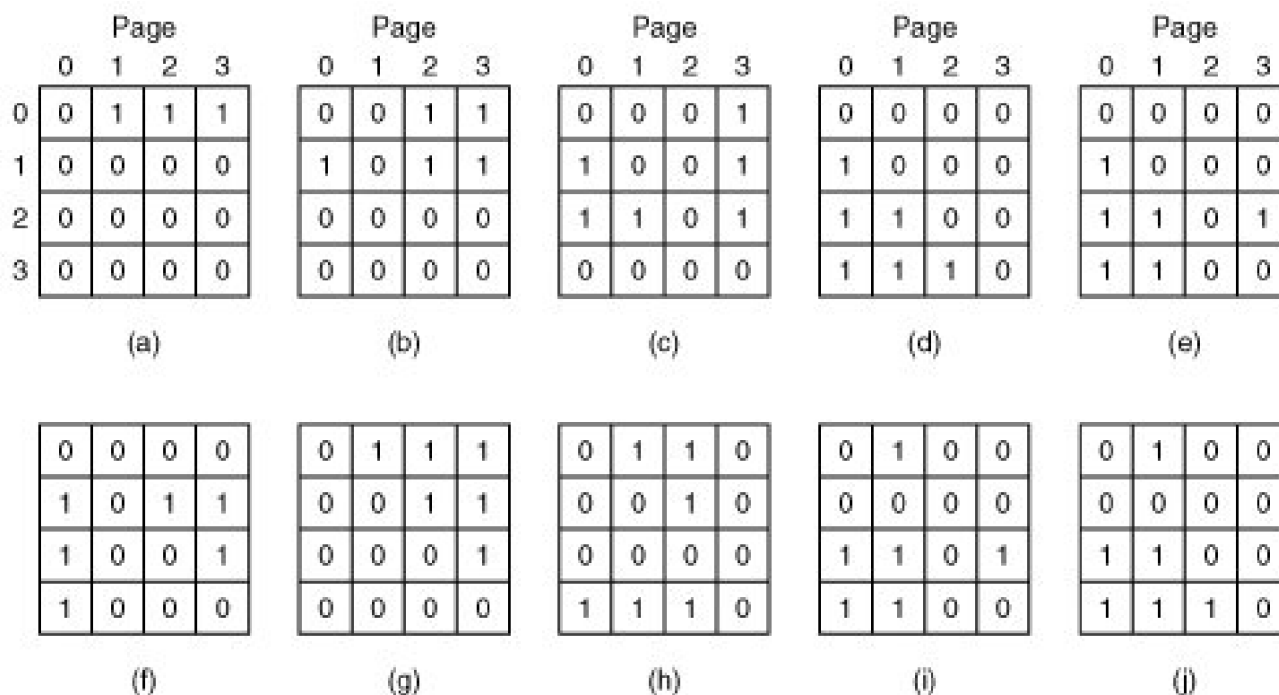 Page Page Page Page Page
0 1 2 3 0 1 2 3 0 1 2 3 0 1 2 3 0 1 2 3
0 0 1 1 1 0 0 1 1 0 0 0 1 0 0 0 0 0 0 0 0
1 0 0 0 0 1 0 1 1 1 0 0 1 1 0 0 0 1 0 0 0
2 0 0 0 0 0 0 0 0 1 1 0 1 1 1 0 0 1 1 0 1
3 0 0 0 0 0 0 0 0 0 0 0 0 1 1 1 0 1 1 0 0
(a) (b) (c) (d) (e)
0 0 0 0 0 1 1 1 0 1 1 0 0 1 0 0 0 1 0 0
1 0 1 1 0 0 1 1 0 0 1 0 0 0 0 0 0 0 0 0
1 0 0 1 0 0 0 1 0 0 0 0 1 1 0 1 1 1 0 0
1 0 0 0 0 0 0 0 1 1 1 0 1 1 0 0 1 1 1 0
(f) (g) (h) (i) (j)